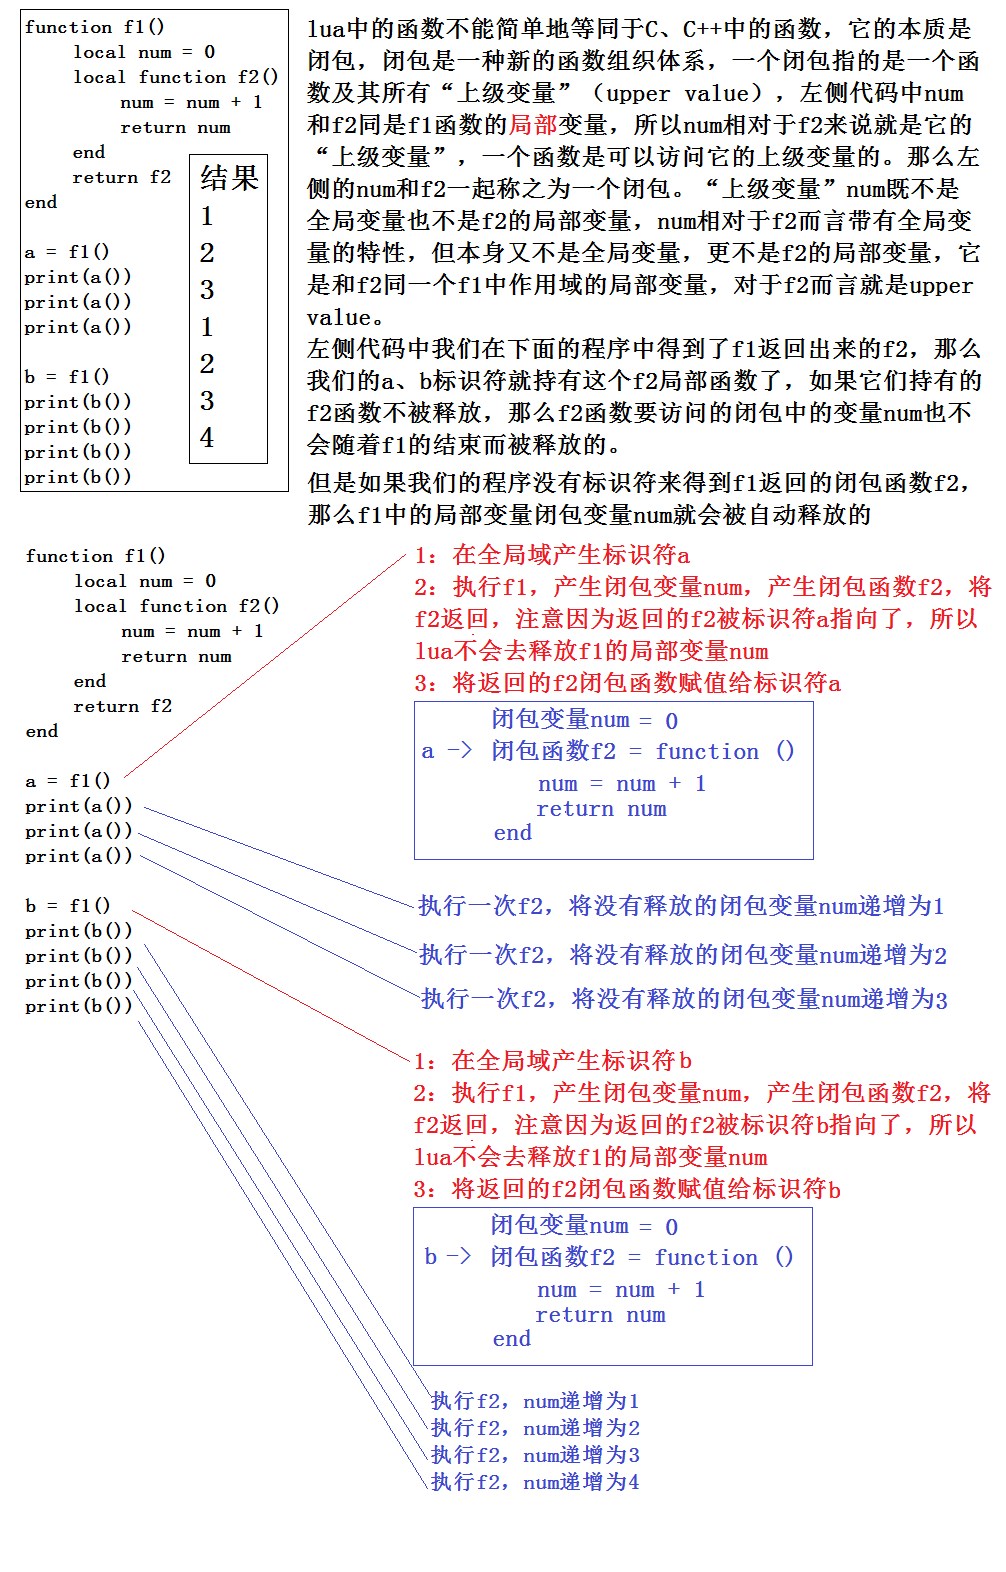 function f1()
    local num = 0
    local function f2()
        num = num + 1
        return num
    end
    return f2
end
a = f1()
print(a())
print(a())
print(a())
b = f1()
print(b())
print(b())
print(b())
print(b())
结果
1
2
3
1
2
3
4
lua中的函数不能简单地等同于C、C++中的函数，它的本质是
闭包，闭包是一种新的函数组织体系，一个闭包指的是一个函
数及其所有“上级变量”（upper value），左侧代码中num
和f2同是f1函数的局部变量，所以num相对于f2来说就是它的
“上级变量”，一个函数是可以访问它的上级变量的。那么左
侧的num和f2一起称之为一个闭包。“上级变量”num既不是
全局变量也不是f2的局部变量，num相对于f2而言带有全局变
量的特性，但本身又不是全局变量，更不是f2的局部变量，它
是和f2同一个f1中作用域的局部变量，对于f2而言就是upper
value。
左侧代码中我们在下面的程序中得到了f1返回出来的f2，那么
我们的a、b标识符就持有这个f2局部函数了，如果它们持有的
f2函数不被释放，那么f2函数要访问的闭包中的变量num也不
会随着f1的结束而被释放的。
但是如果我们的程序没有标识符来得到f1返回的闭包函数f2，
那么f1中的局部变量闭包变量num就会被自动释放的
function f1()
    local num = 0
    local function f2()
        num = num + 1
        return num
    end
    return f2
end
a = f1()
print(a())
print(a())
print(a())
b = f1()
print(b())
print(b())
print(b())
print(b())
1：在全局域产生标识符a
2：执行f1，产生闭包变量num，产生闭包函数f2，将
f2返回，注意因为返回的f2被标识符a指向了，所以
lua不会去释放f1的局部变量num
3：将返回的f2闭包函数赋值给标识符a
闭包变量num = 0
a -> 闭包函数f2 = function ()
num = num + 1
return num
end
执行一次f2，将没有释放的闭包变量num递增为1
执行一次f2，将没有释放的闭包变量num递增为2
执行一次f2，将没有释放的闭包变量num递增为3
1：在全局域产生标识符b
2：执行f1，产生闭包变量num，产生闭包函数f2，将
f2返回，注意因为返回的f2被标识符b指向了，所以
lua不会去释放f1的局部变量num
3：将返回的f2闭包函数赋值给标识符b
闭包变量num = 0
b -> 闭包函数f2 = function ()
num = num + 1
return num
end
执行f2，num递增为1
执行f2，num递增为2
执行f2，num递增为3
执行f2，num递增为4